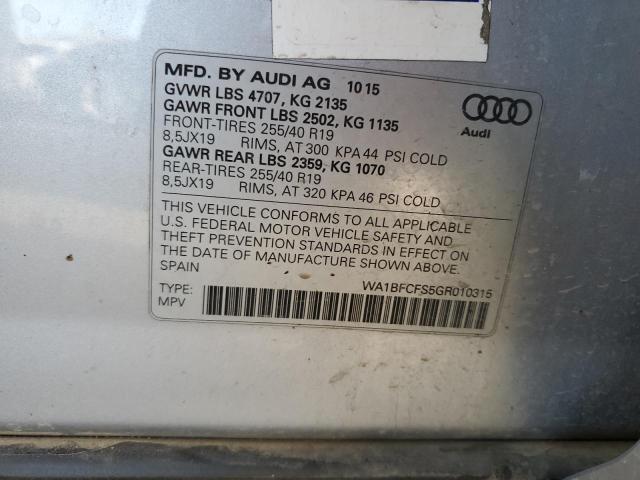 MFD. BY AUDI AG 10 15
GVWR LBS 4707, KG 2135
GAWR FRONT LBS 2502, KG 1135
FRONT-TIRES 255/40 R19
8,5JX19 RIMS, AT 300 KPA 44 PSI COLD
GAWR REAR LBS 2359, KG 1070
REAR-TIRES 255/40 R19
8,5JX19 RIMS, AT 320 KPA 46 PSI COLD
Audi
THIS VEHICLE CONFORMS TO ALL APPLICABLE
U.S. FEDERAL MOTOR VEHICLE SAFETY AND
THEFT PREVENTION STANDARDS IN EFFECT ON
THE DATE OF MANUFACTURE SHOWN ABOVE.
SPAIN
WA1BFCFS5GR010315
TYPE:
MPV